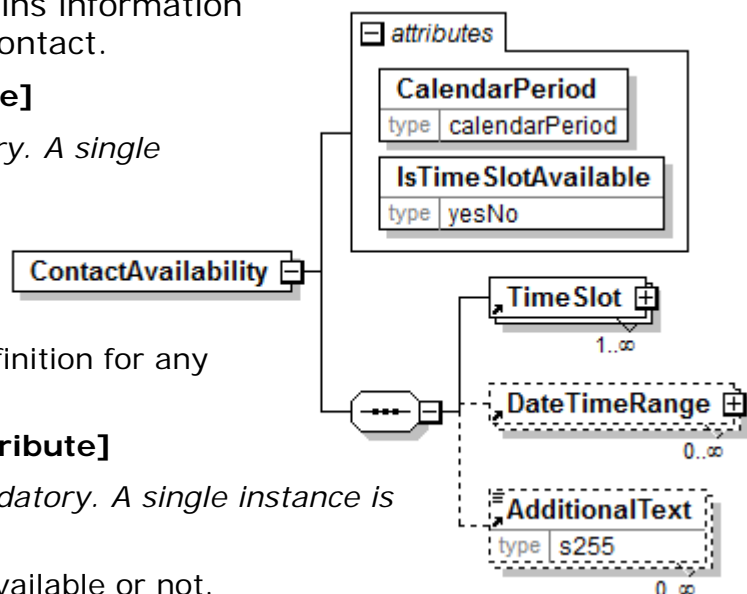 ins information
ontact.
e]
ry. A single
finition for any
ribute]
datory. A single instance is
vailable or not.
attributes
CalendarPeriod
type calendarPeriod
IsTimeSlotAvailable
type yesNo
ContactAvailability
TimeSlot
1..∞
DateTimeRange
0..∞
AdditionalText
type s255
0..∞